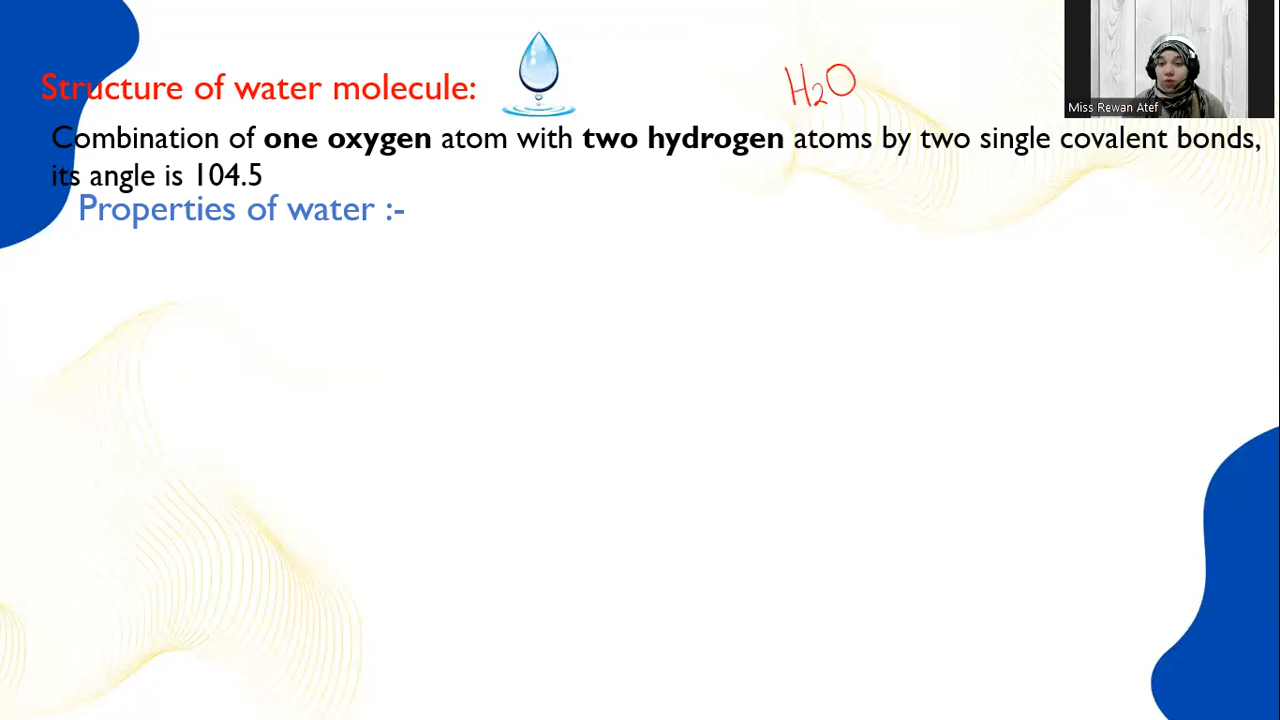 H2O
Structure of water molecule:
Miss Rewan Atef
Combination of one oxygen atom with two hydrogen atoms by two single covalent bonds,
its angle is 104.5
Properties of water :-